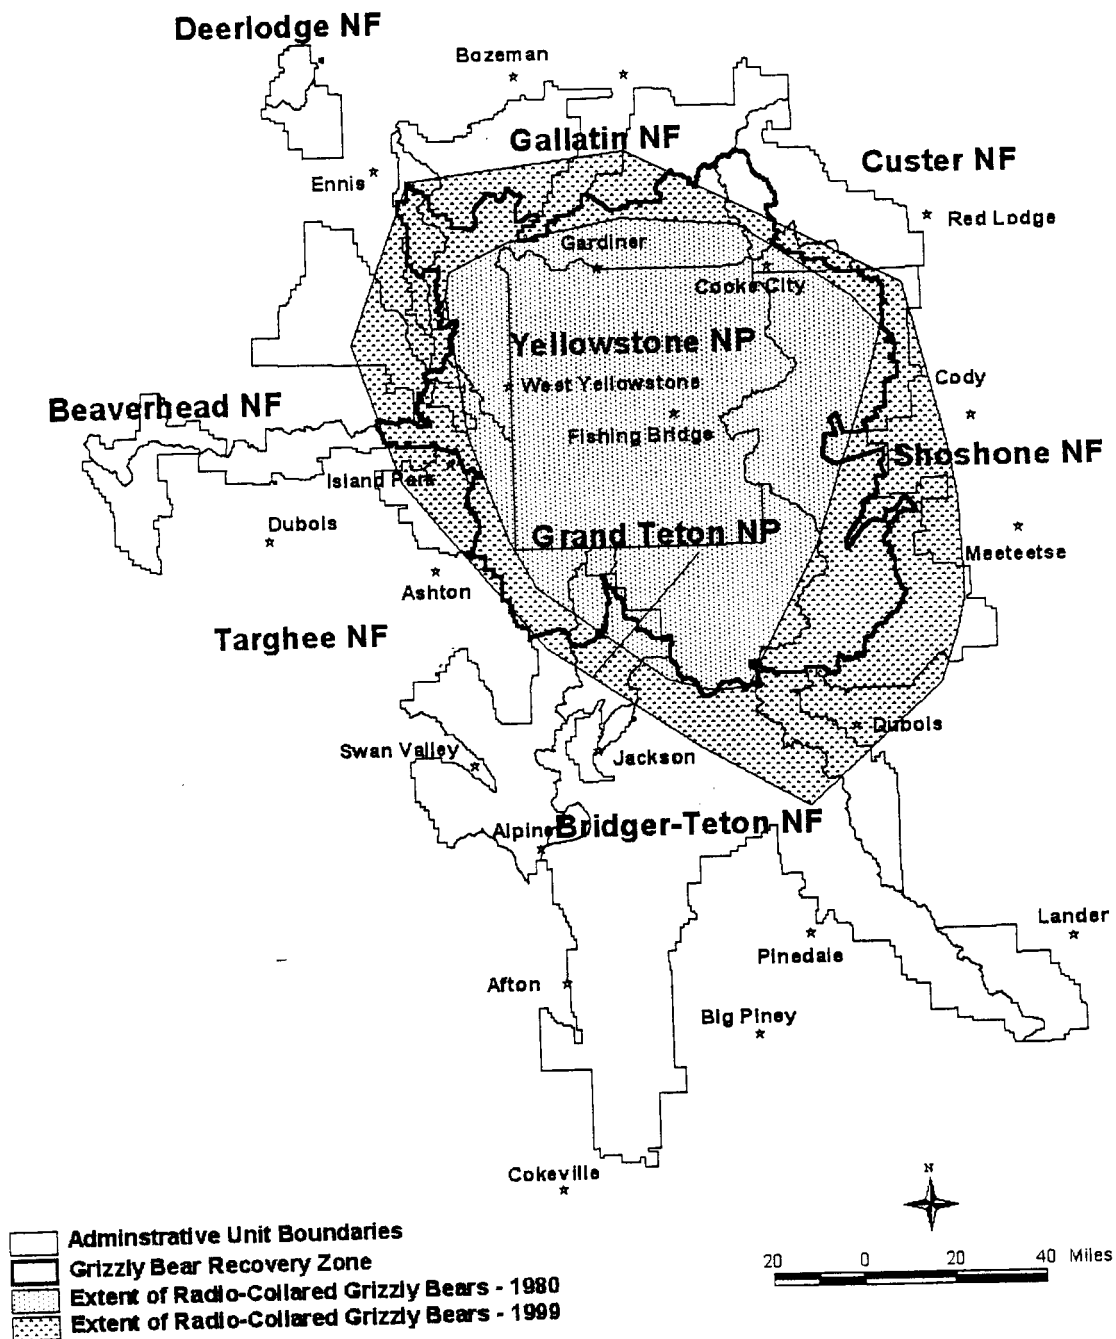 Deerlodge NF
Bozeman
Gallatin NF
Custer NF
Ennis
Red Lodge
Gardiner
Cooke City
Yellowstone NP
West Yellowstone
Cody
Beaverhead NF
Fishing Bridge
Shoshone NF
Island Park
Dubois
Grand Teton NP
Meeteetse
Ashton
Targhee NF
Dubois
Swan Valley
Jackson
Alpine
Bridger-Teton NF
Lander
Pinedale
Afton
Big Piney
Cokeville
N
Adminstrative Unit Boundaries
Grizzly Bear Recovery Zone
Extent of Radio-Collared Grizzly Bears - 1980
Extent of Radio-Collared Grizzly Bears - 1999
20 0 20 40 Miles